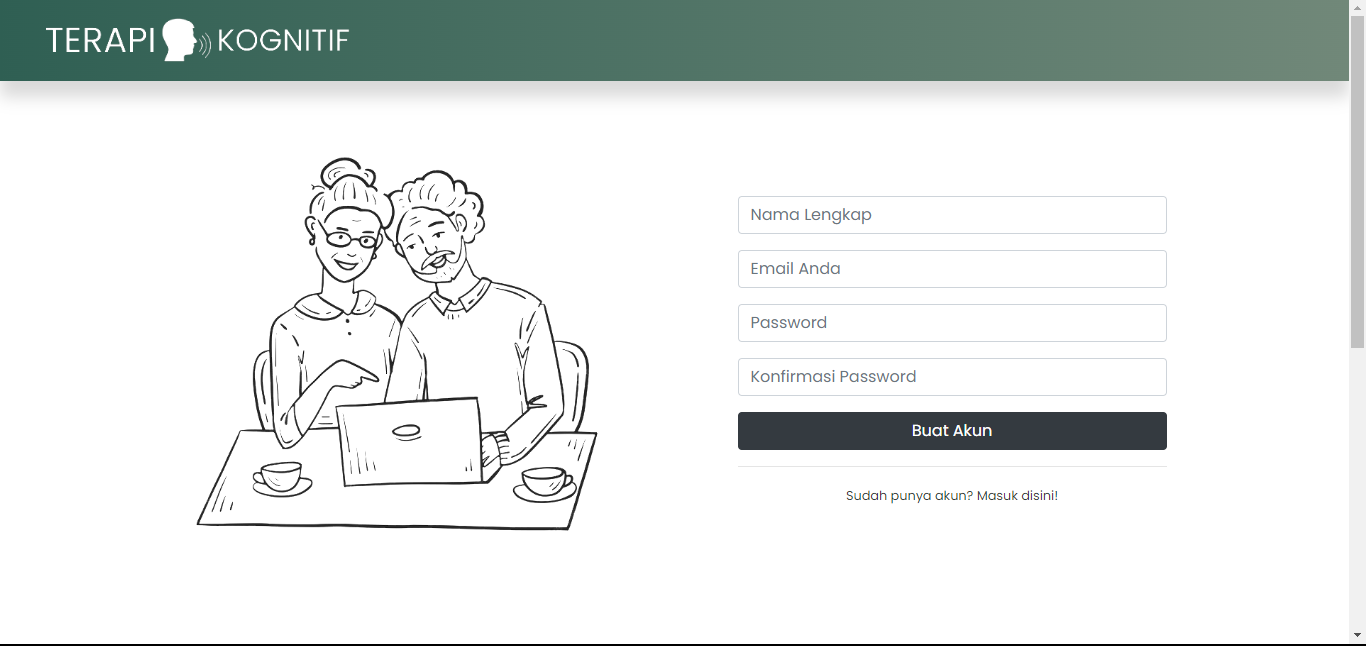 TERAPI KOGNITIF
Nama Lengkap
Email Anda
Password
Konfirmasi Password
Buat Akun
Sudah punya akun? Masuk disini!